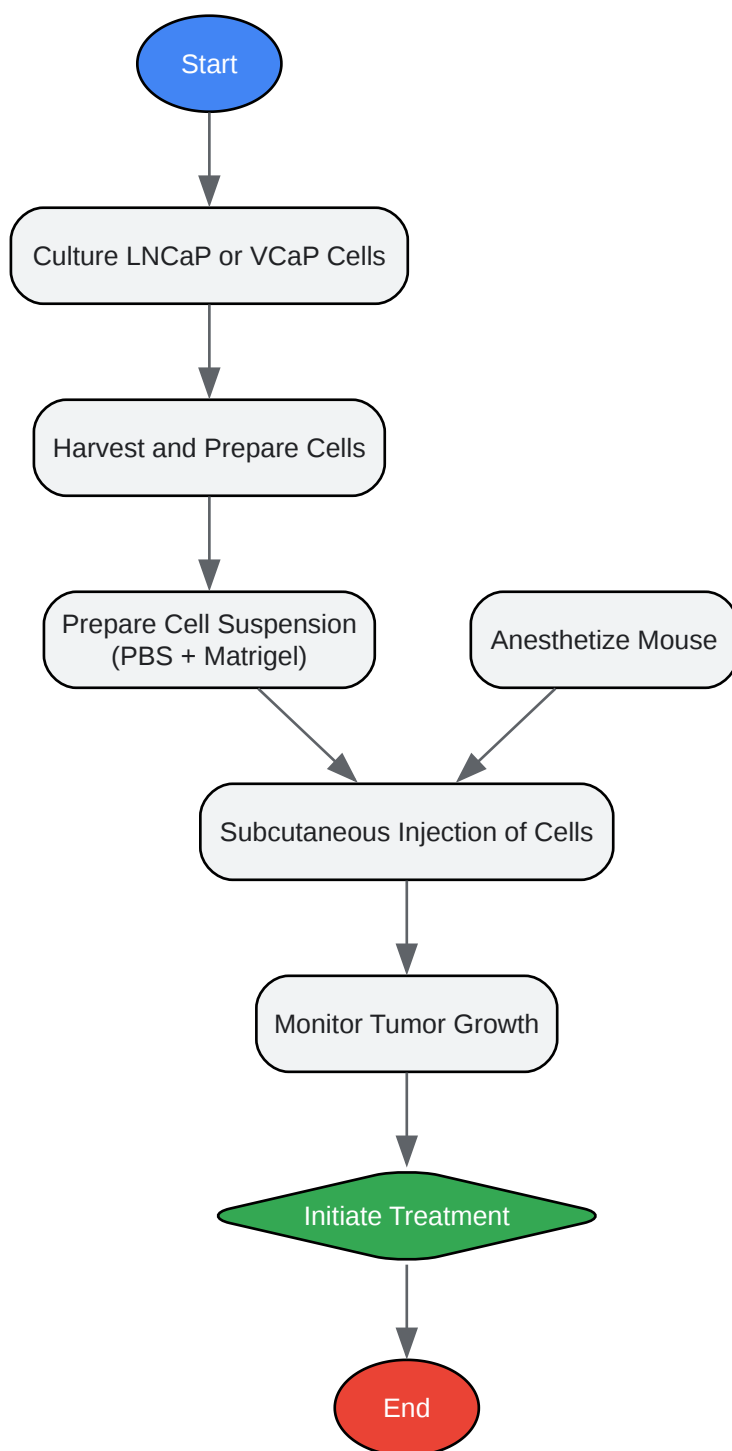 Start
Culture LNCaP or VCaP Cells
Harvest and Prepare Cells
Prepare Cell Suspension
(PBS + Matrigel)
Anesthetize Mouse
Subcutaneous Injection of Cells
Monitor Tumor Growth
Initiate Treatment
End